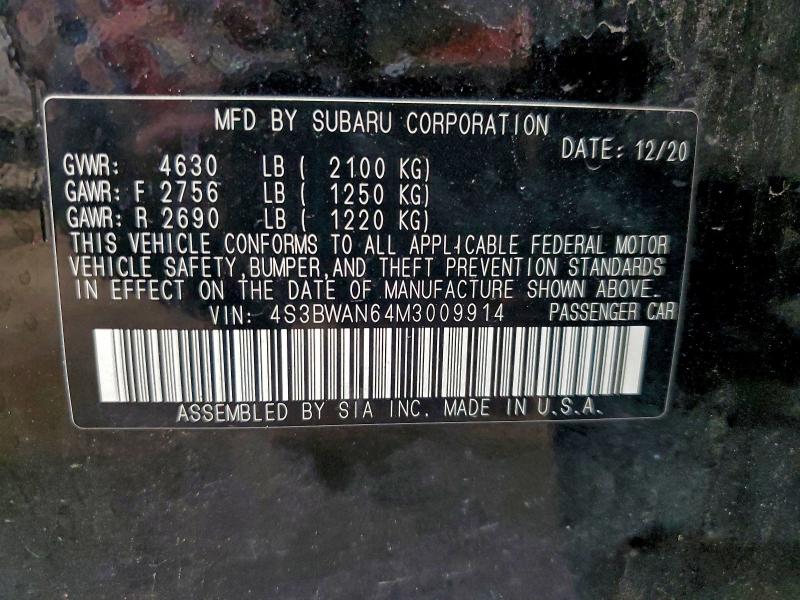 MFD BY SUBARU CORPORATION
DATE: 12/20
GVWR: 4630 LB ( 2100 KG)
GAWR: F 2756 LB ( 1250 KG)
GAWR: R 2690 LB ( 1220 KG)
THIS VEHICLE CONFORMS TO ALL APPLICABLE FEDERAL MOTOR
VEHICLE SAFETY, BUMPER, AND THEFT PREVENTION STANDARDS
IN EFFECT ON THE DATE OF MANUFACTURE SHOWN ABOVE.
VIN: 4S3BWAN64M3009914 PASSENGER CAR
ASSEMBLED BY SIA INC. MADE IN U.S.A.